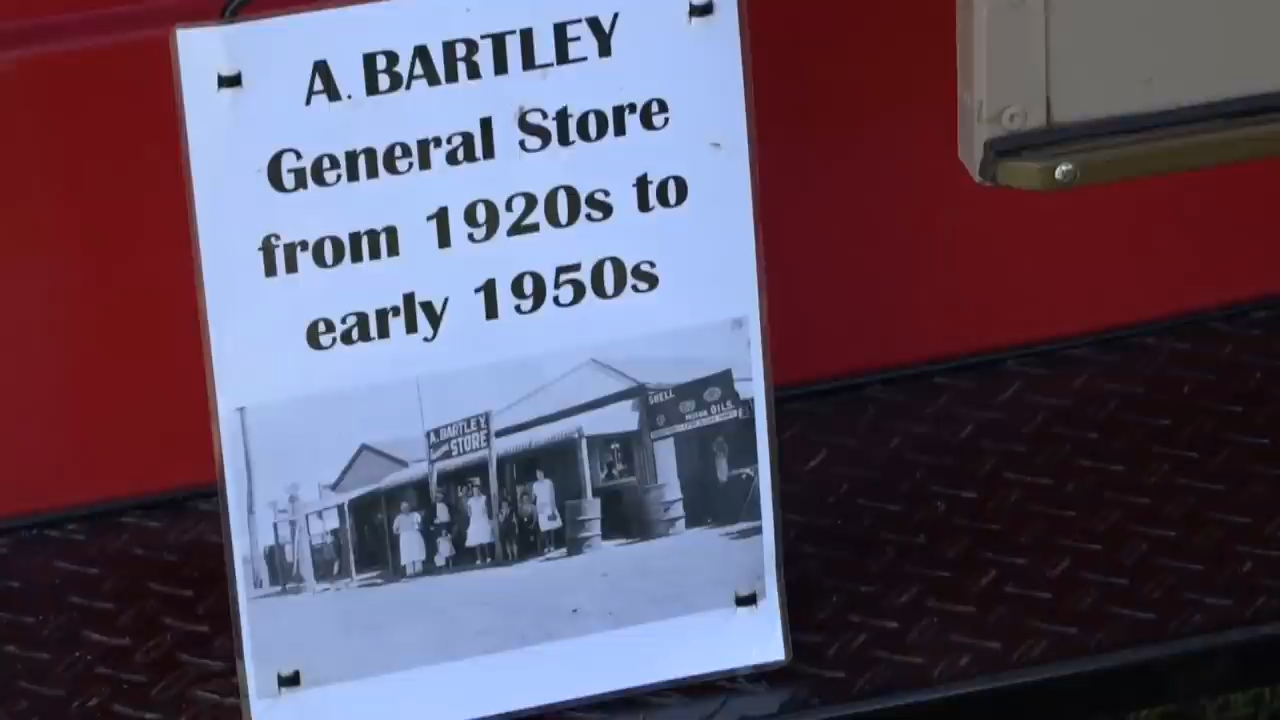 A. BARTLEY
General Store
from 1920s to
early 1950s
A. BARTLEY
STORE
SHELL
MOTOR OILS